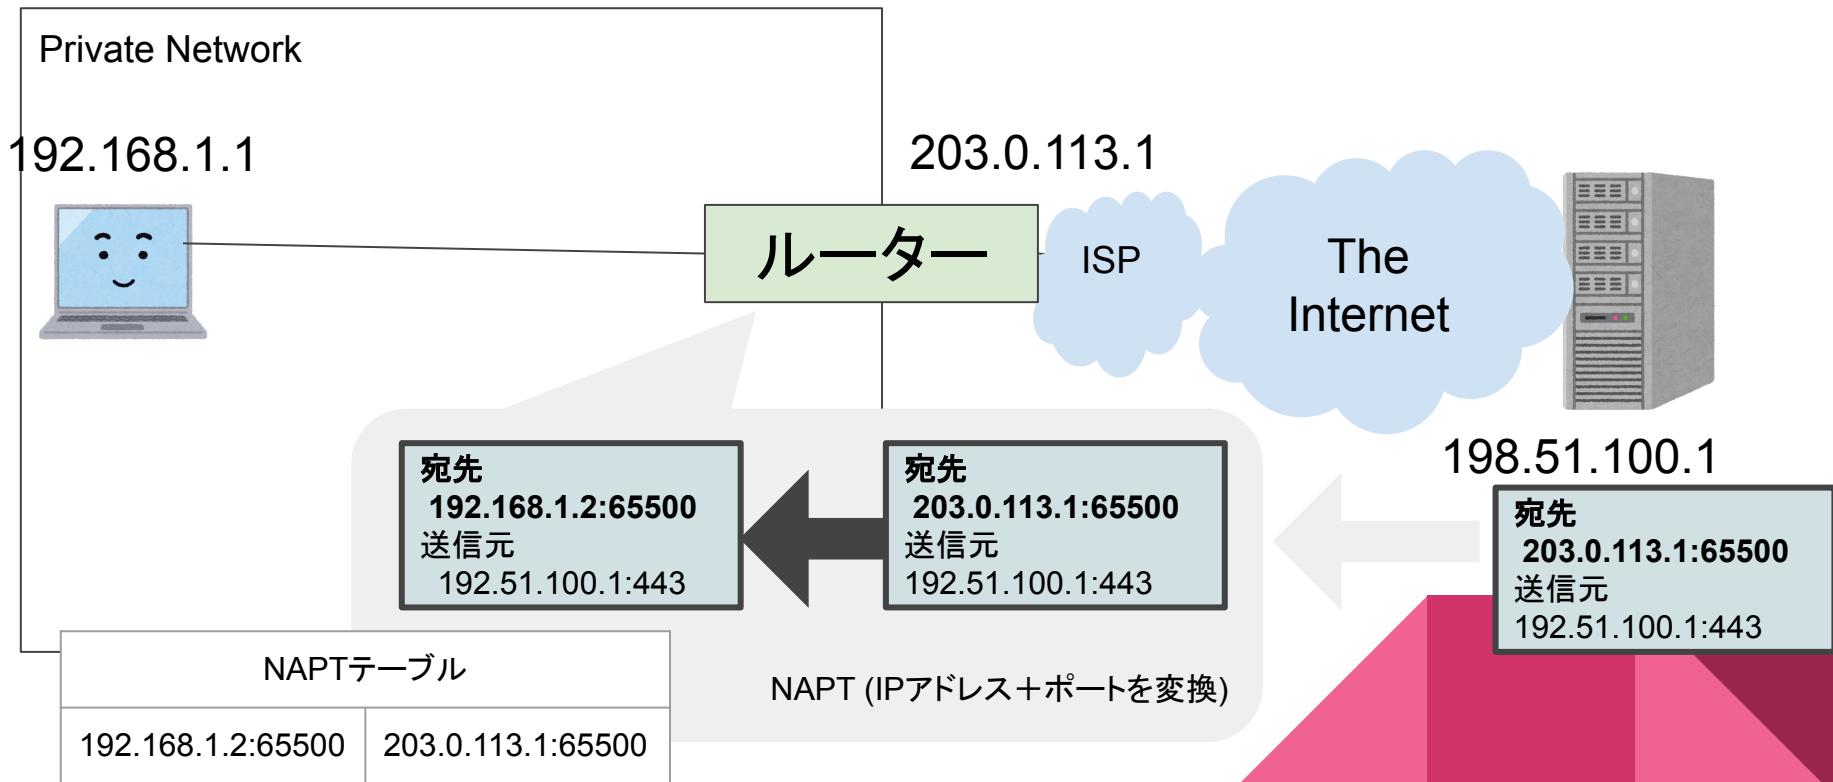 Private Network
192.168.1.1
203.0.113.1
ルーター
ISP
The
Internet
198.51.100.1
宛先
192.168.1.2:65500
送信元
192.51.100.1:443
宛先
203.0.113.1:65500
送信元
192.51.100.1:443
宛先
203.0.113.1:65500
送信元
192.51.100.1:443
NAPT (IPアドレス＋ポートを変換)
NAPTテーブル
192.168.1.2:65500 203.0.113.1:65500